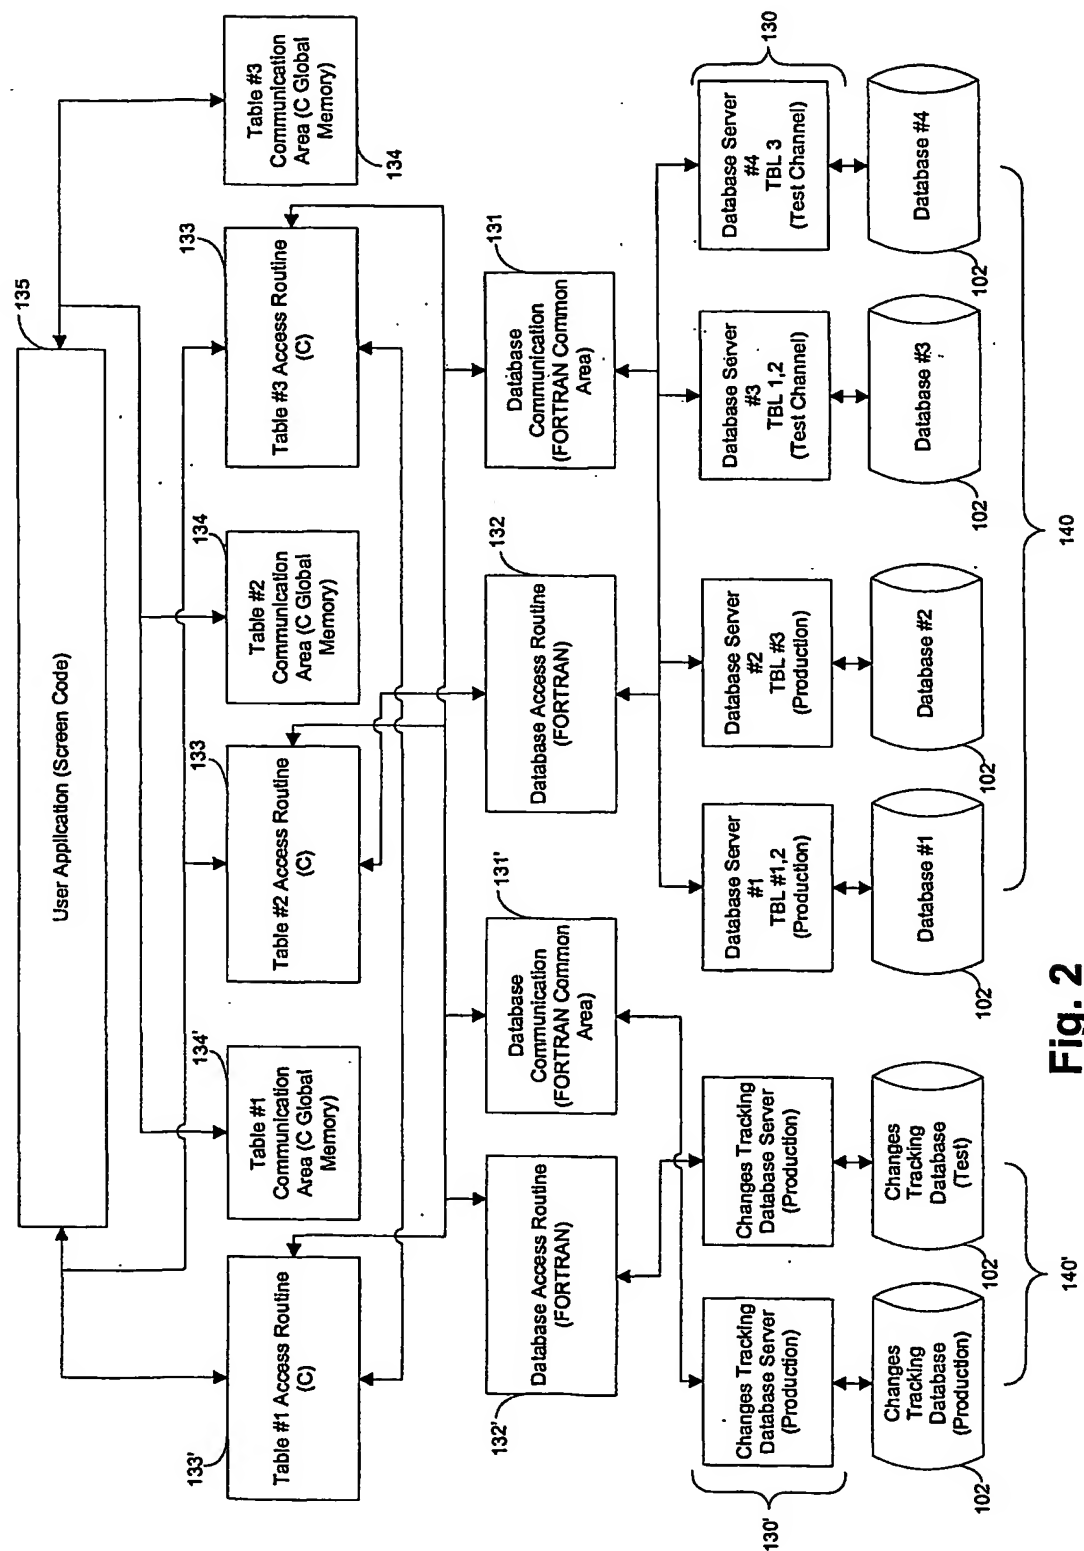 135
User Application (Screen Code)
133'
Table #1 Access Routine
(C)
134'
Table #1
Communication
Area (C Global
Memory)
133
Table #2 Access Routine
(C)
134
Table #2
Communication
Area (C Global
Memory)
133
Table #3 Access Routine
(C)
Table #3
Communication
Area (C Global
Memory)
134
132'
Database Access Routine
(FORTRAN)
131'
Database
Communication
(FORTRAN Common
Area)
132
Database Access Routine
(FORTRAN)
131
Database
Communication
(FORTRAN Common
Area)
130'
Changes Tracking
Database Server
(Production)
Changes Tracking
Database Server
(Production)
Database Server
#1
TBL #1,2
(Production)
Database Server
#2
TBL #3
(Production)
Database Server
#3
TBL 1,2
(Test Channel)
Database Server
#4
TBL 3
(Test Channel)
130
Changes
Tracking
Database
(Production)
102
Changes
Tracking
Database
(Test)
102
Database #1
102
Database #2
102
Database #3
102
Database #4
102
140'
140
Fig. 2